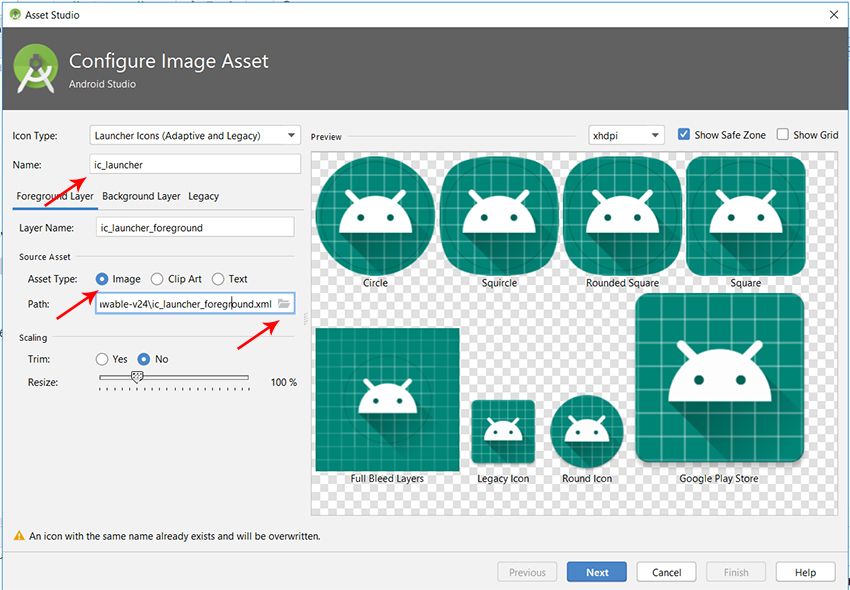 Asset Studio
Configure Image Asset
Android Studio
Icon Type: Launcher Icons (Adaptive and Legacy)
Name: ic_launcher
Foreground Layer Background Layer Legacy
Layer Name: ic_launcher_foreground
Source Asset
Asset Type: Image Clip Art Text
Path: wable-v24\ic_launcher_foreground.xml
Scaling
Trim: Yes No
Resize: 100 %
Preview xhdpi Show Safe Zone Show Grid
Circle Squircle Rounded Square Square
Full Bleed Layers Legacy Icon Round Icon Google Play Store
An icon with the same name already exists and will be overwritten.
Previous Next Cancel Finish Help